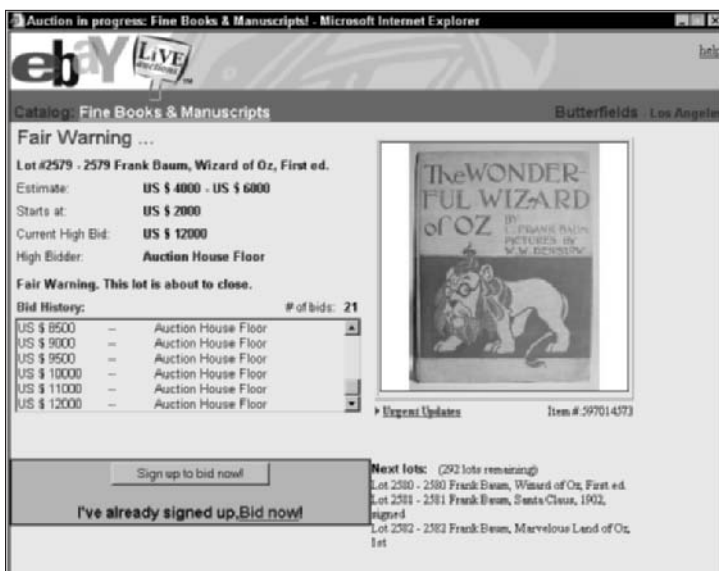 Auction in progress: Fine Books & Manuscripts! - Microsoft Internet Explorer
ebaY
LiVE
auctions
TM
help
Catalog: Fine Books & Manuscripts
Butterfields - Los Angeles
Fair Warning ...
Lot #2579 - 2579 Frank Baum, Wizard of Oz, First ed.
Estimate: US $ 4000 - US $ 6000
Starts at: US $ 2000
Current High Bid: US $ 12000
High Bidder: Auction House Floor
Fair Warning. This lot is about to close.
Bid History: # of bids: 21
US $ 8500 -- Auction House Floor
US $ 9000 -- Auction House Floor
US $ 9500 -- Auction House Floor
US $ 10000 -- Auction House Floor
US $ 11000 -- Auction House Floor
US $ 12000 -- Auction House Floor
Sign up to bid now!
I've already signed up, Bid now!
The WONDER-
FUL WIZARD
of OZ BY
L. FRANK BAUM
PICTURES BY
W.W. DENSLOW
Urgent Updates
Item #:597014573
Next lots: (292 lots remaining)
Lot 2580 - 2580 Frank Baum, Wizard of Oz, First ed.
Lot 2581 - 2581 Frank Baum, Santa Claus, 1902,
signed
Lot 2582 - 2582 Frank Baum, Marvelous Land of Oz,
1st